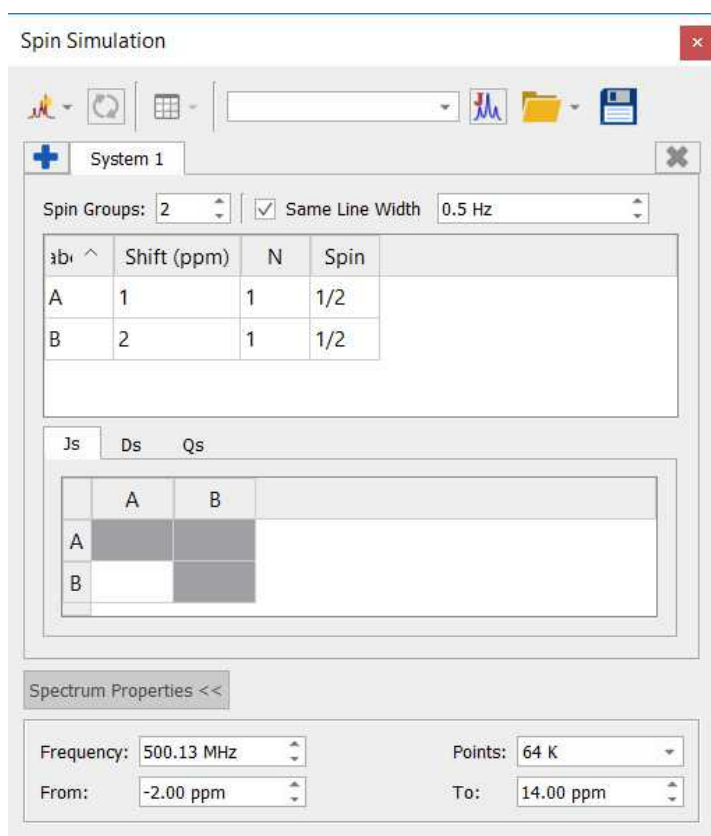 Spin Simulation
System 1
Spin Groups: 2 Same Line Width 0.5 Hz
abe Shift (ppm) N Spin
A 1 1 1/2
B 2 1 1/2
Js Ds Qs
A B
A
B
Spectrum Properties <<
Frequency: 500.13 MHz Points: 64 K
From: -2.00 ppm To: 14.00 ppm